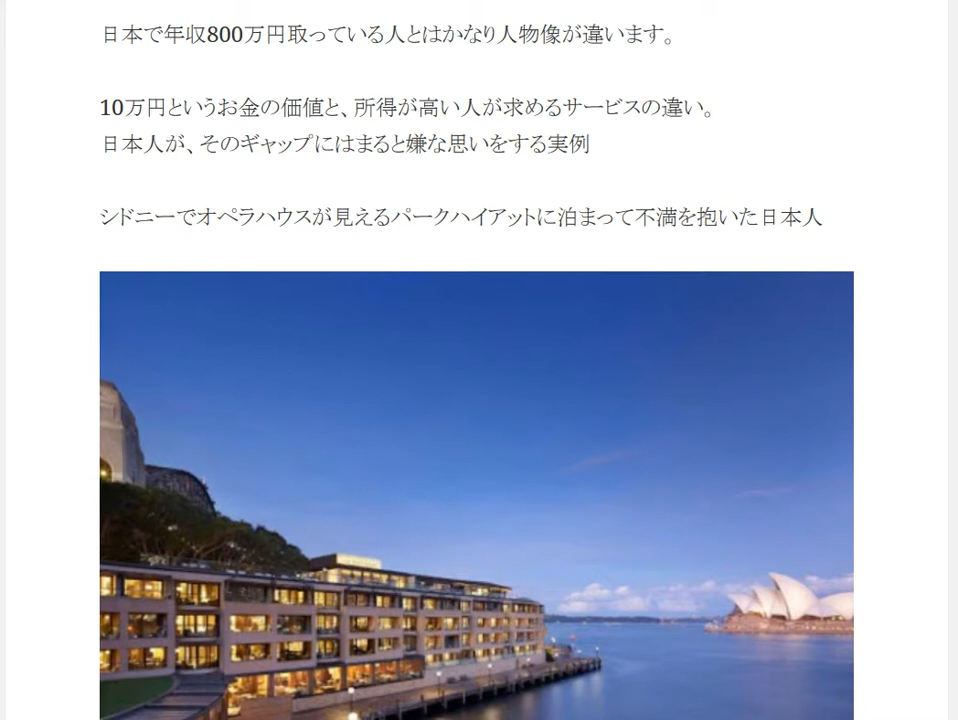 日本で年収800万円取っている人とはかなり人物像が違います。
10万円というお金の価値と、所得が高い人が求めるサービスの違い。
日本人が、そのギャップにはまると嫌な思いをする実例
シドニーでオペラハウスが見えるパークハイアットに泊まって不満を抱いた日本人